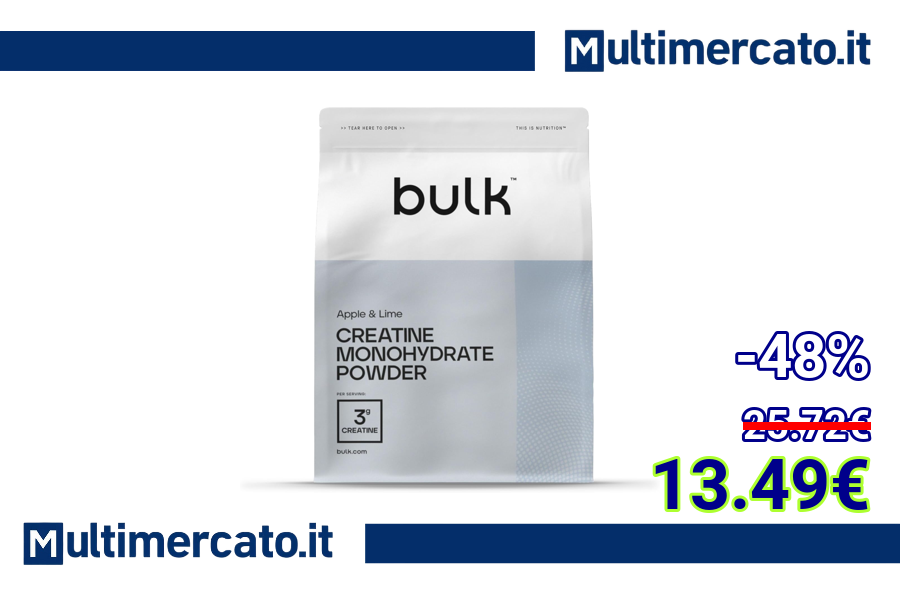 Multimercato.it
>> TEAR HERE TO OPEN >>
THIS IS NUTRITION™
bulk™
Apple & Lime
CREATINE
MONOHYDRATE
POWDER
PER SERVING:
3g
CREATINE
bulk.com
-48%
25.72€
13.49€
Multimercato.it